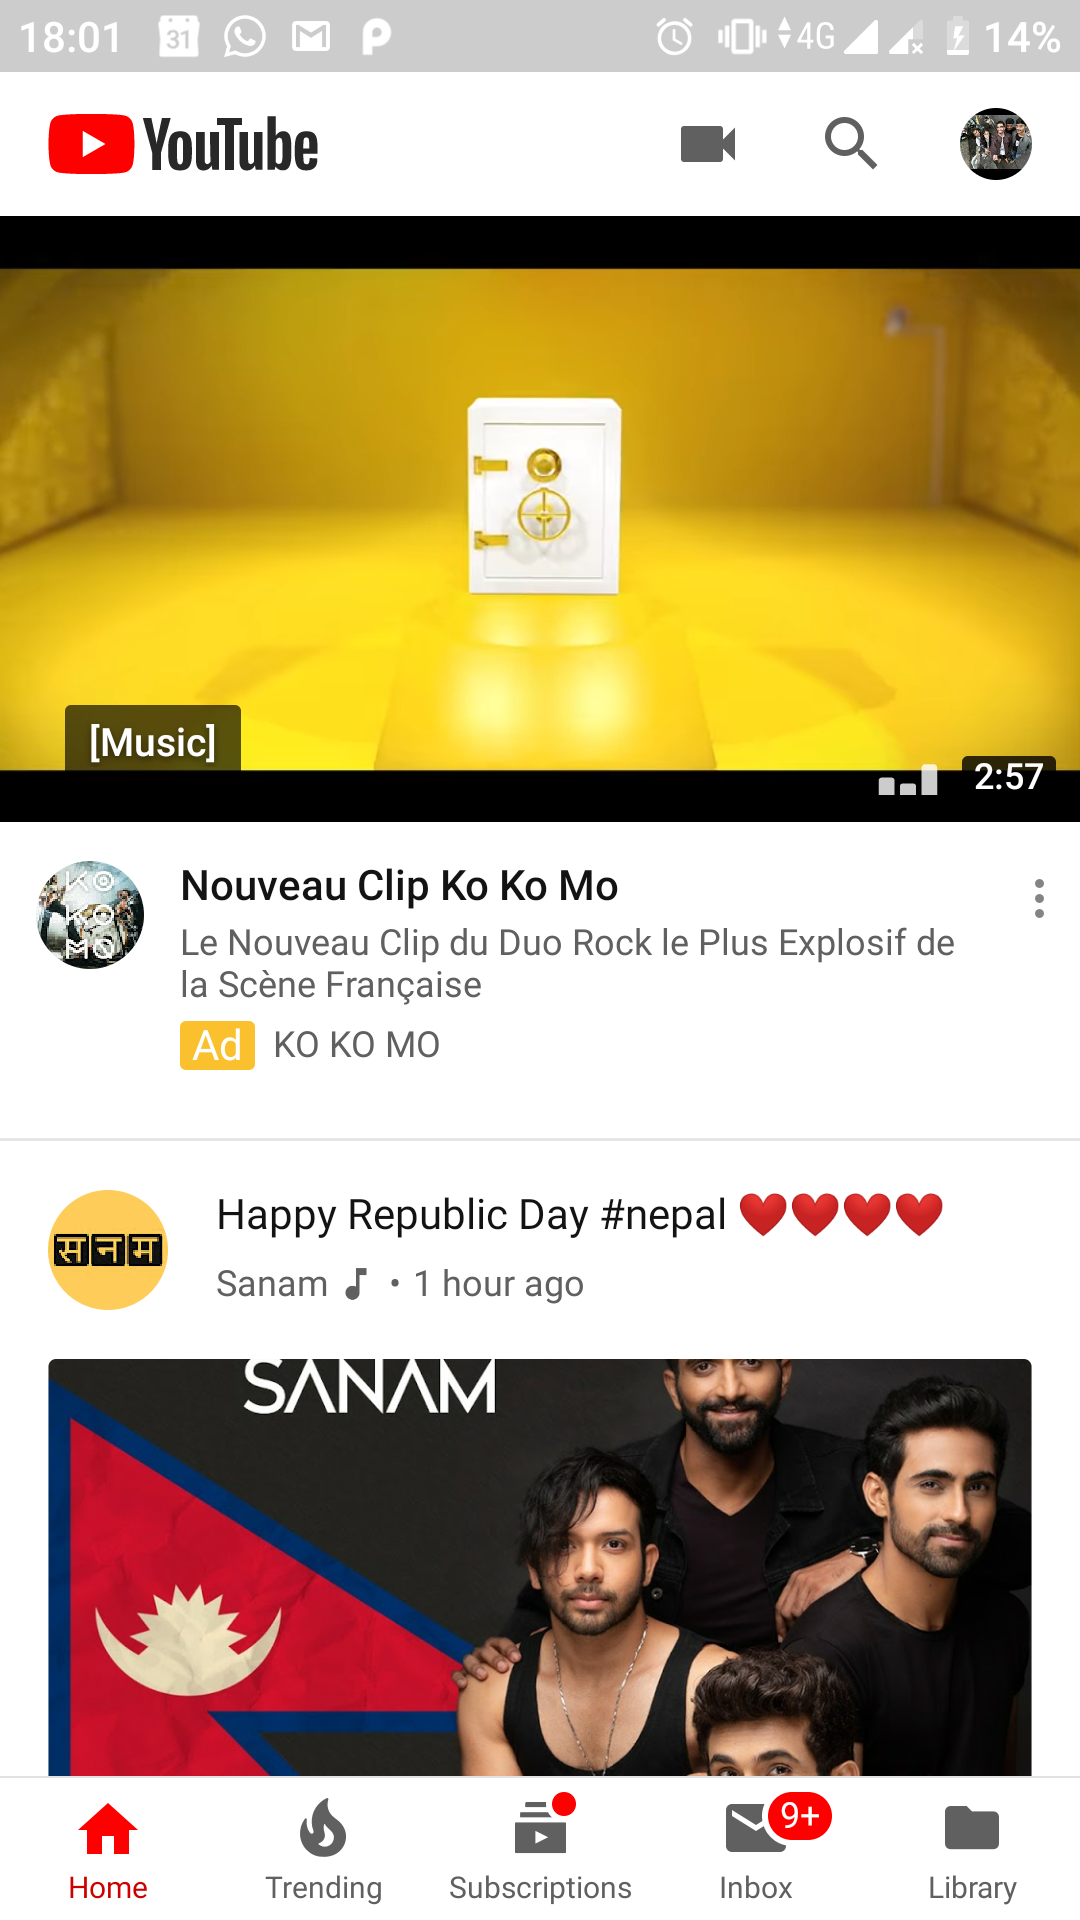 18:01 31 4G 14%
YouTube
[Music]
2:57
KO
KO
MO
Nouveau Clip Ko Ko Mo
Le Nouveau Clip du Duo Rock le Plus Explosif de
la Scène Française
Ad KO KO MO
सनम
Happy Republic Day #nepal ❤️❤️❤️❤️
Sanam • 1 hour ago
SANAM
9+
Home Trending Subscriptions Inbox Library